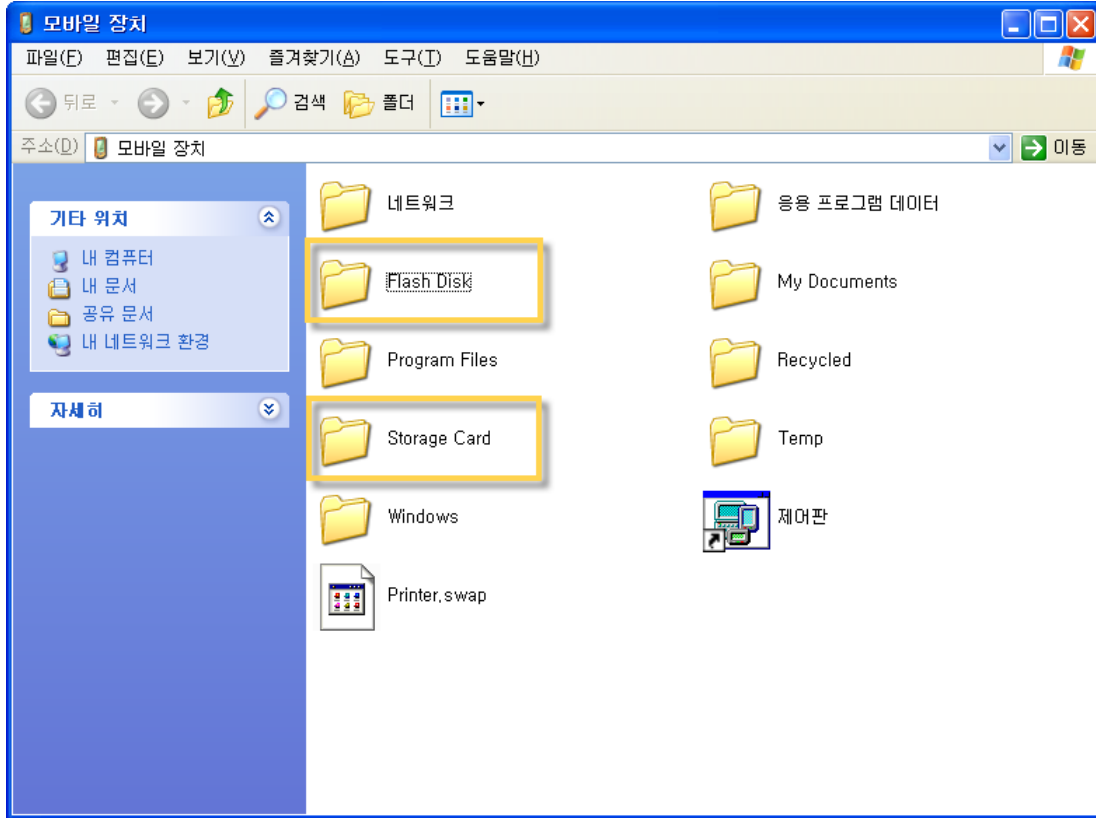 모바일 장치
파일(F) 편집(E) 보기(V) 즐겨찾기(A) 도구(T) 도움말(H)
뒤로 검색 폴더
주소(D) 모바일 장치 이동
기타 위치
내 컴퓨터
내 문서
공유 문서
내 네트워크 환경
자세히
네트워크 응용 프로그램 데이터
Flash Disk My Documents
Program Files Recycled
Storage Card Temp
Windows 제어판
Printer.swap